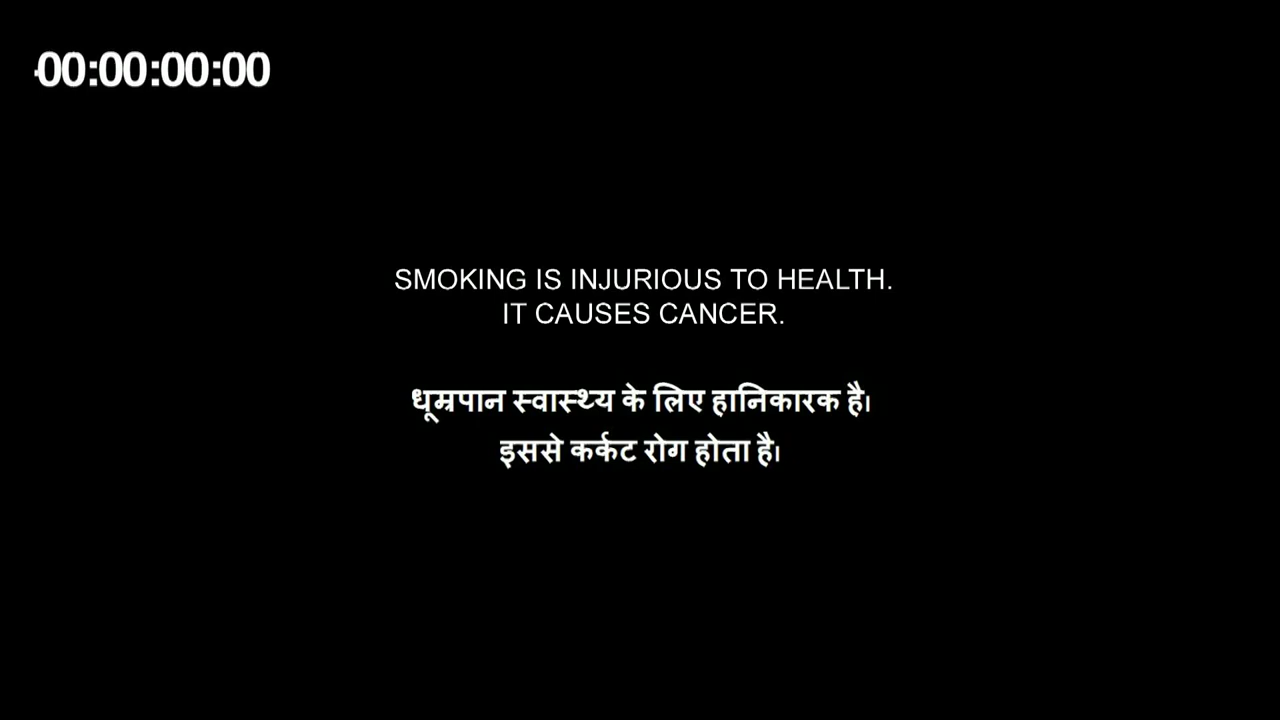 -00:00:00:00
SMOKING IS INJURIOUS TO HEALTH.
IT CAUSES CANCER.
धूम्रपान स्वास्थ्य के लिए हानिकारक है।
इससे कर्कट रोग होता है।